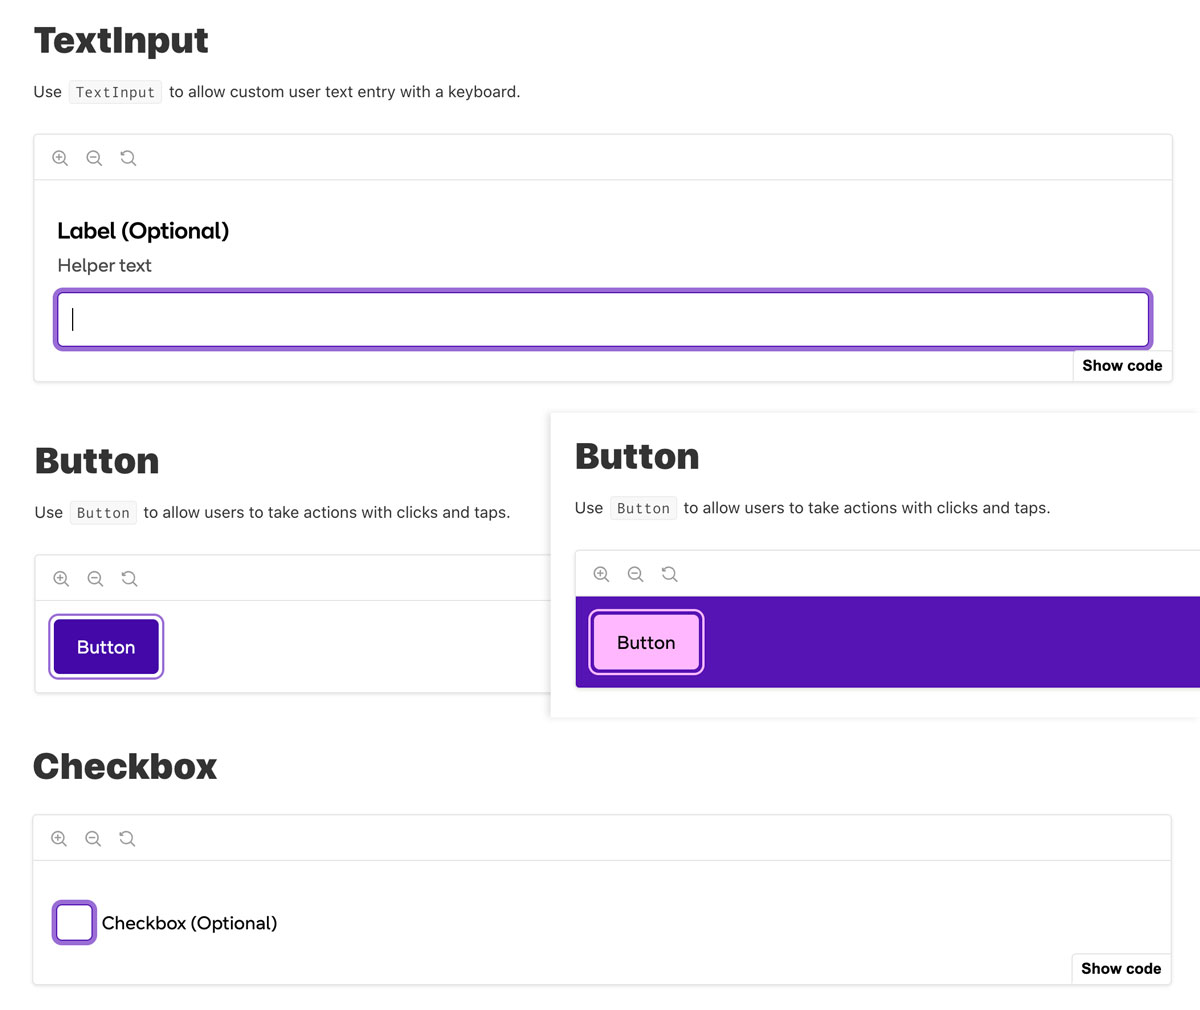 TextInput
Use TextInput to allow custom user text entry with a keyboard.
Label (Optional)
Helper text
Show code
Button
Use Button to allow users to take actions with clicks and taps.
Button
Button
Use Button to allow users to take actions with clicks and taps.
Button
Checkbox
Checkbox (Optional)
Show code